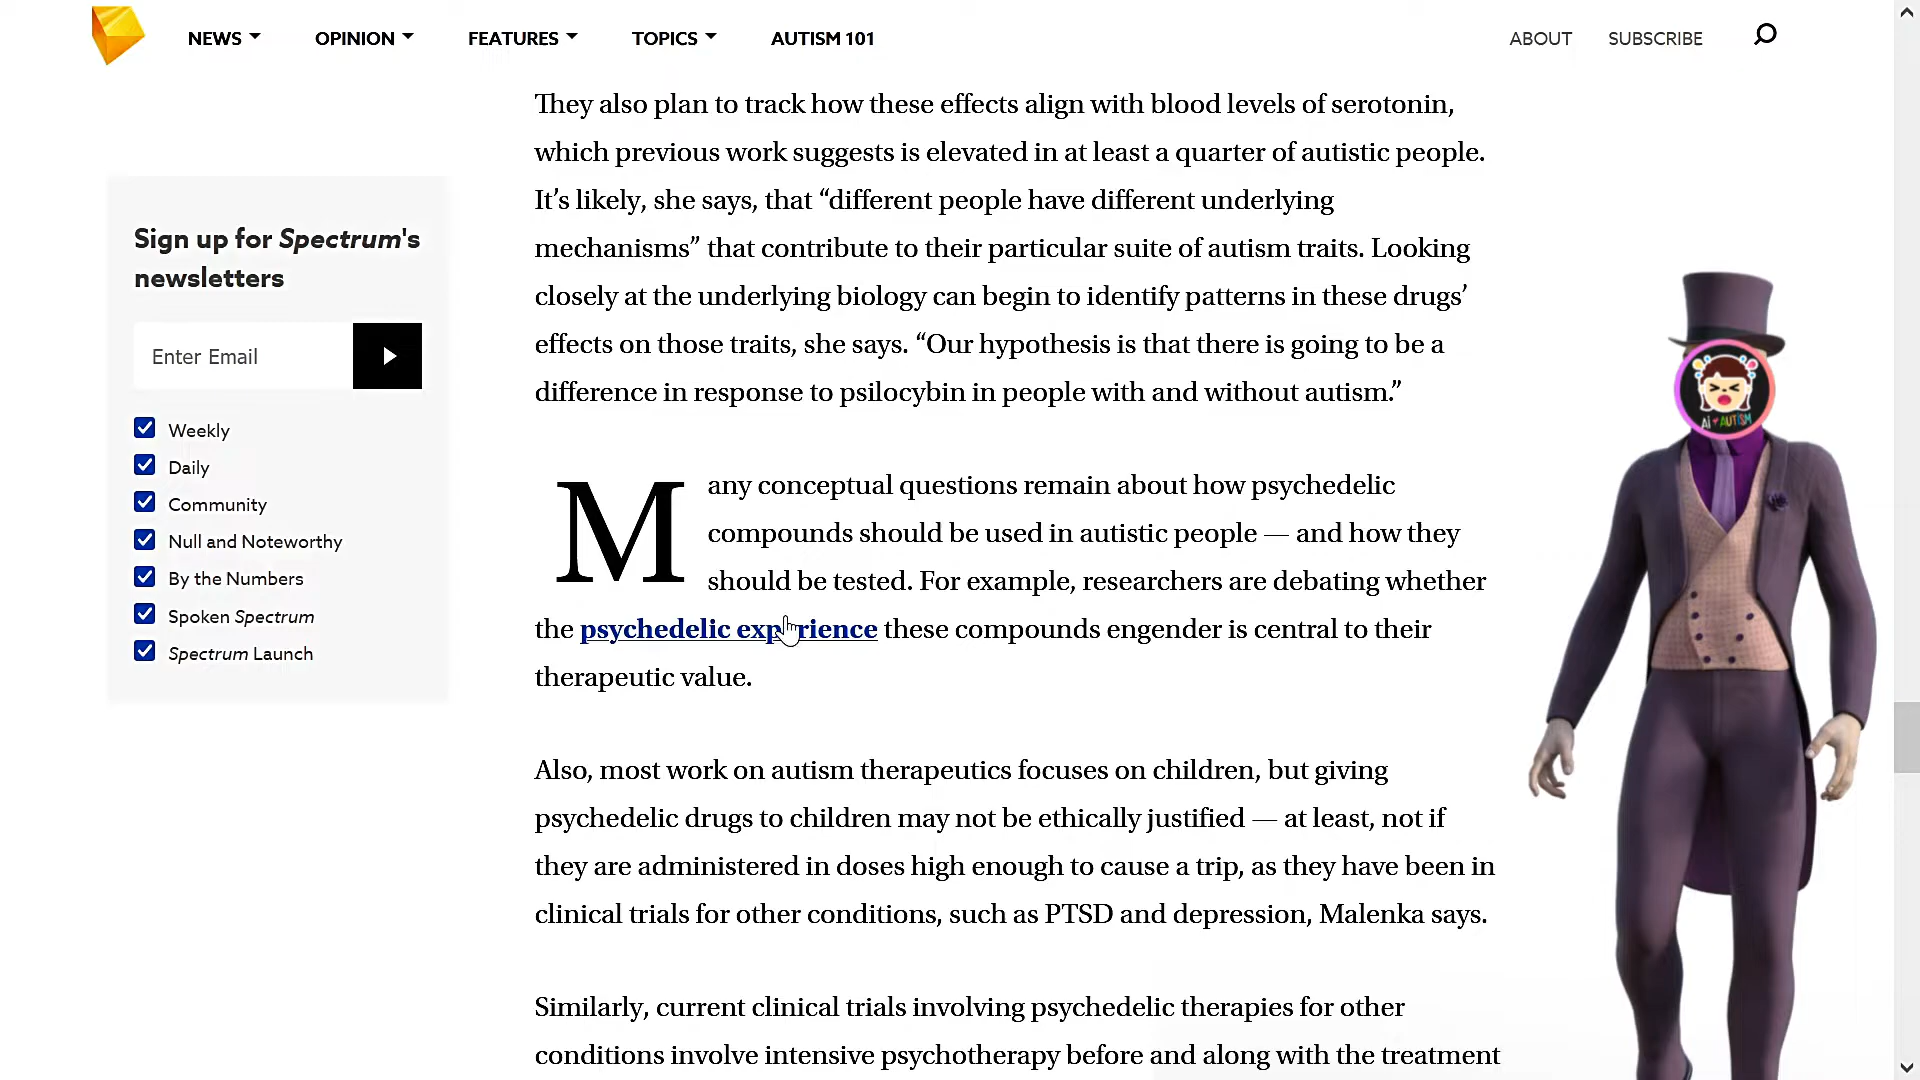 NEWS OPINION FEATURES TOPICS AUTISM 101 ABOUT SUBSCRIBE
Sign up for Spectrum's
newsletters
Enter Email
Weekly
Daily
Community
Null and Noteworthy
By the Numbers
Spoken Spectrum
Spectrum Launch
They also plan to track how these effects align with blood levels of serotonin,
which previous work suggests is elevated in at least a quarter of autistic people.
It’s likely, she says, that “different people have different underlying
mechanisms” that contribute to their particular suite of autism traits. Looking
closely at the underlying biology can begin to identify patterns in these drugs’
effects on those traits, she says. “Our hypothesis is that there is going to be a
difference in response to psilocybin in people with and without autism.”
Many conceptual questions remain about how psychedelic
compounds should be used in autistic people — and how they
should be tested. For example, researchers are debating whether
the psychedelic experience these compounds engender is central to their
therapeutic value.
Also, most work on autism therapeutics focuses on children, but giving
psychedelic drugs to children may not be ethically justified — at least, not if
they are administered in doses high enough to cause a trip, as they have been in
clinical trials for other conditions, such as PTSD and depression, Malenka says.
Similarly, current clinical trials involving psychedelic therapies for other
conditions involve intensive psychotherapy before and along with the treatment
Ai AUTISM